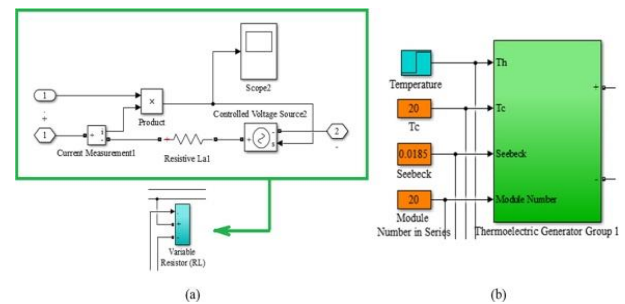 1
+
1
+
i
-
Current Measurement1
×
Product
Scope2
Controlled Voltage Source2
+
Resistive La1
+
-
s
2
-
-
+
-
Variable
Resistor (RL)
(a)
Temperature
20
Tc
0.0185
Seebeck
20
Module
Number in Series
Th
Tc
Seebeck
Module Number
+
-
Thermoelectric Generator Group 1
(b)